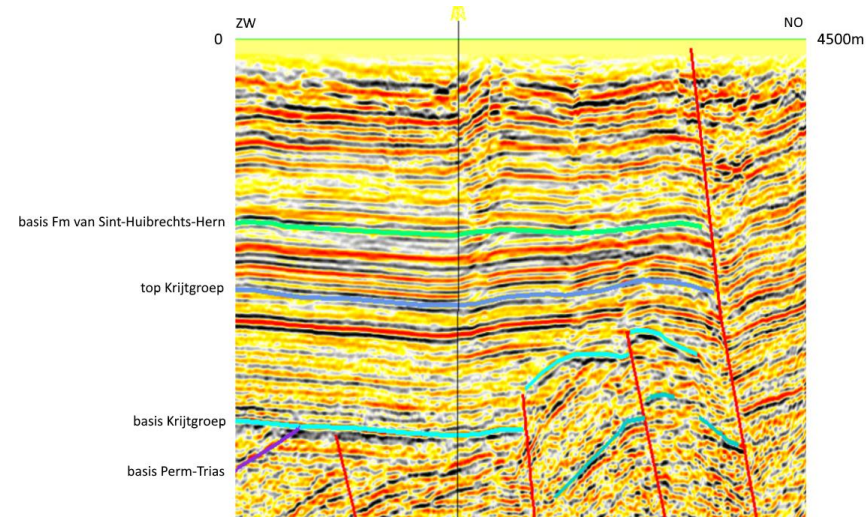 ZW
NO
0
4500m
basis Fm van Sint-Huibrechts-Hern
top Krijtgroep
basis Krijtgroep
basis Perm-Trias